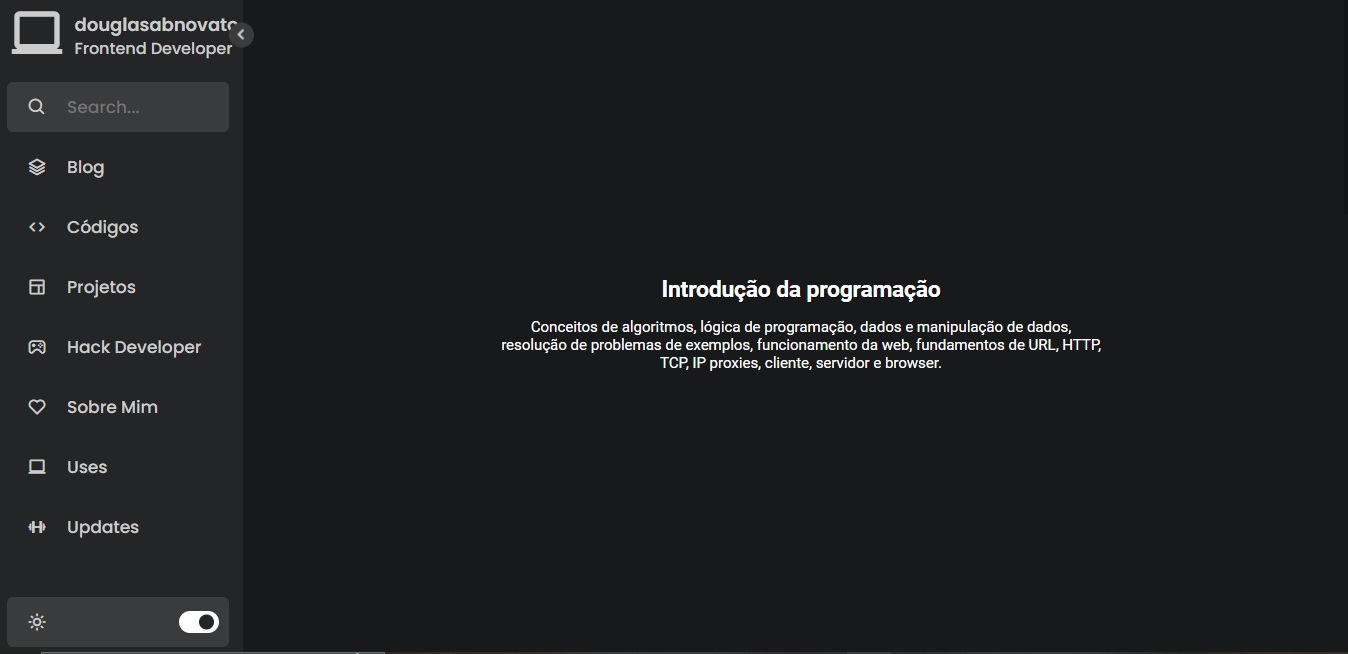 douglasabnovato
Frontend Developer
Search...
Blog
Códigos
Projetos
Hack Developer
Sobre Mim
Uses
Updates
Introdução da programação
Conceitos de algoritmos, lógica de programação, dados e manipulação de dados,
resolução de problemas de exemplos, funcionamento da web, fundamentos de URL, HTTP,
TCP, IP proxies, cliente, servidor e browser.